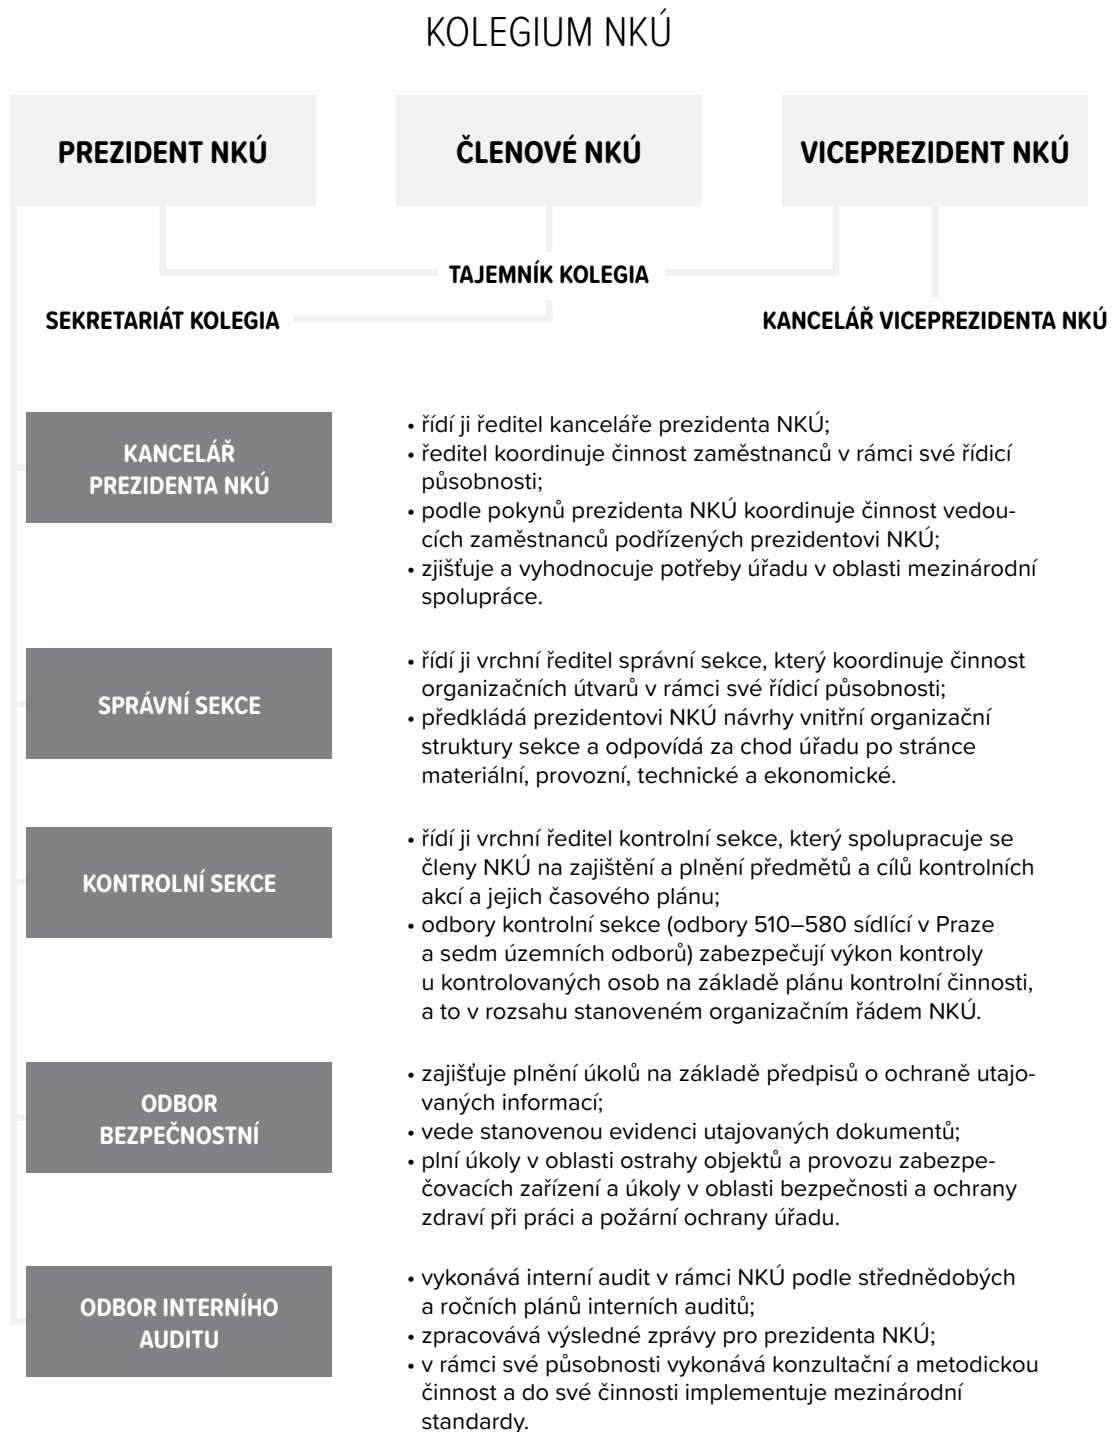 KOLEGIUM NKÚ
PREZIDENT NKÚ
ČLENOVÉ NKÚ
VICEPREZIDENT NKÚ
TAJEMNÍK KOLEGIA
SEKRETARIÁT KOLEGIA
KANCELÁŘ VICEPREZIDENTA NKÚ
KANCELÁŘ
PREZIDENTA NKÚ
• řídí ji ředitel kanceláře prezidenta NKÚ;
• ředitel koordinuje činnost zaměstnanců v rámci své řídicí
působnosti;
• podle pokynů prezidenta NKÚ koordinuje činnost vedou-
cích zaměstnanců podřízených prezidentovi NKÚ;
• zjišťuje a vyhodnocuje potřeby úřadu v oblasti mezinárodní
spolupráce.
SPRÁVNÍ SEKCE
• řídí ji vrchní ředitel správní sekce, který koordinuje činnost
organizačních útvarů v rámci své řídicí působnosti;
• předkládá prezidentovi NKÚ návrhy vnitřní organizační
struktury sekce a odpovídá za chod úřadu po stránce
materiální, provozní, technické a ekonomické.
KONTROLNÍ SEKCE
• řídí ji vrchní ředitel kontrolní sekce, který spolupracuje se
členy NKÚ na zajištění a plnění předmětů a cílů kontrolních
akcí a jejich časového plánu;
• odbory kontrolní sekce (odbory 510–580 sídlící v Praze
a sedm územních odborů) zabezpečují výkon kontroly
u kontrolovaných osob na základě plánu kontrolní činnosti,
a to v rozsahu stanoveném organizačním řádem NKÚ.
ODBOR
BEZPEČNOSTNÍ
• zajišťuje plnění úkolů na základě předpisů o ochraně utajo-
vaných informací;
• vede stanovenou evidenci utajovaných dokumentů;
• plní úkoly v oblasti ostrahy objektů a provozu zabezpe-
čovacích zařízení a úkoly v oblasti bezpečnosti a ochrany
zdraví při práci a požární ochrany úřadu.
ODBOR INTERNÍHO
AUDITU
• vykonává interní audit v rámci NKÚ podle střednědobých
a ročních plánů interních auditů;
• zpracovává výsledné zprávy pro prezidenta NKÚ;
• v rámci své působnosti vykonává konzultační a metodickou
činnost a do své činnosti implementuje mezinárodní
standardy.